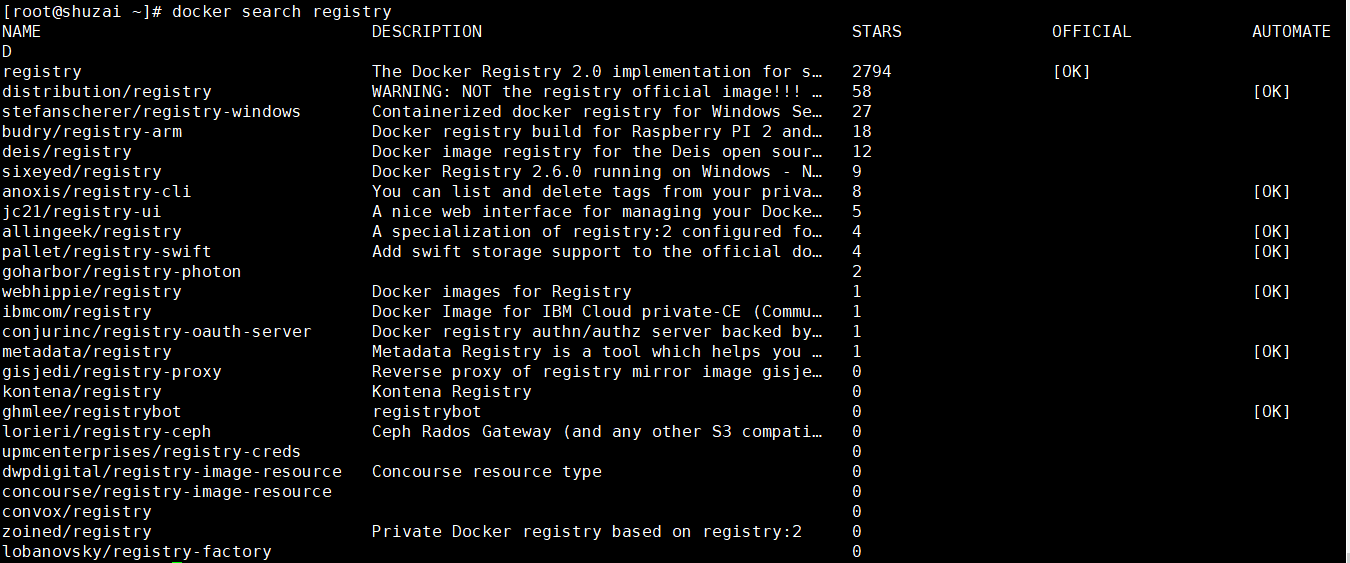 [root@shuzai ~]# docker search registry
NAME                                 DESCRIPTION                                     STARS               OFFICIAL            AUTOMATE
D
registry                             The Docker Registry 2.0 implementation for s…   2794                [OK]
distribution/registry                WARNING: NOT the registry official image!!! …   58                                      [OK]
stefanscherer/registry-windows       Containerized docker registry for Windows Se…   27
budry/registry-arm                   Docker registry build for Raspberry PI 2 and…   18
deis/registry                        Docker image registry for the Deis open sour…   12
sixeyed/registry                     Docker Registry 2.6.0 running on Windows - N…   9
anoxis/registry-cli                  You can list and delete tags from your priva…   8                                       [OK]
jc21/registry-ui                     A nice web interface for managing your Docke…   5
allingeek/registry                   A specialization of registry:2 configured fo…   4                                       [OK]
pallet/registry-swift                Add swift storage support to the official do…   4                                       [OK]
goharbor/registry-photon                                                             2
webhippie/registry                   Docker images for Registry                      1                                       [OK]
ibmcom/registry                      Docker Image for IBM Cloud private-CE (Commu…   1
conjurinc/registry-oauth-server      Docker registry authn/authz server backed by…   1
metadata/registry                    Metadata Registry is a tool which helps you …   1                                       [OK]
gisjedi/registry-proxy               Reverse proxy of registry mirror image gisje…   0
kontena/registry                     Kontena Registry                                0
ghmlee/registrybot                   registrybot                                     0                                       [OK]
lorieri/registry-ceph                Ceph Rados Gateway (and any other S3 compati…   0
upmcenterprises/registry-creds                                                       0
dwpdigital/registry-image-resource   Concourse resource type                         0
concourse/registry-image-resource                                                    0
convox/registry                                                                      0
zoined/registry                      Private Docker registry based on registry:2     0
lobanovsky/registry-factory                                                          0